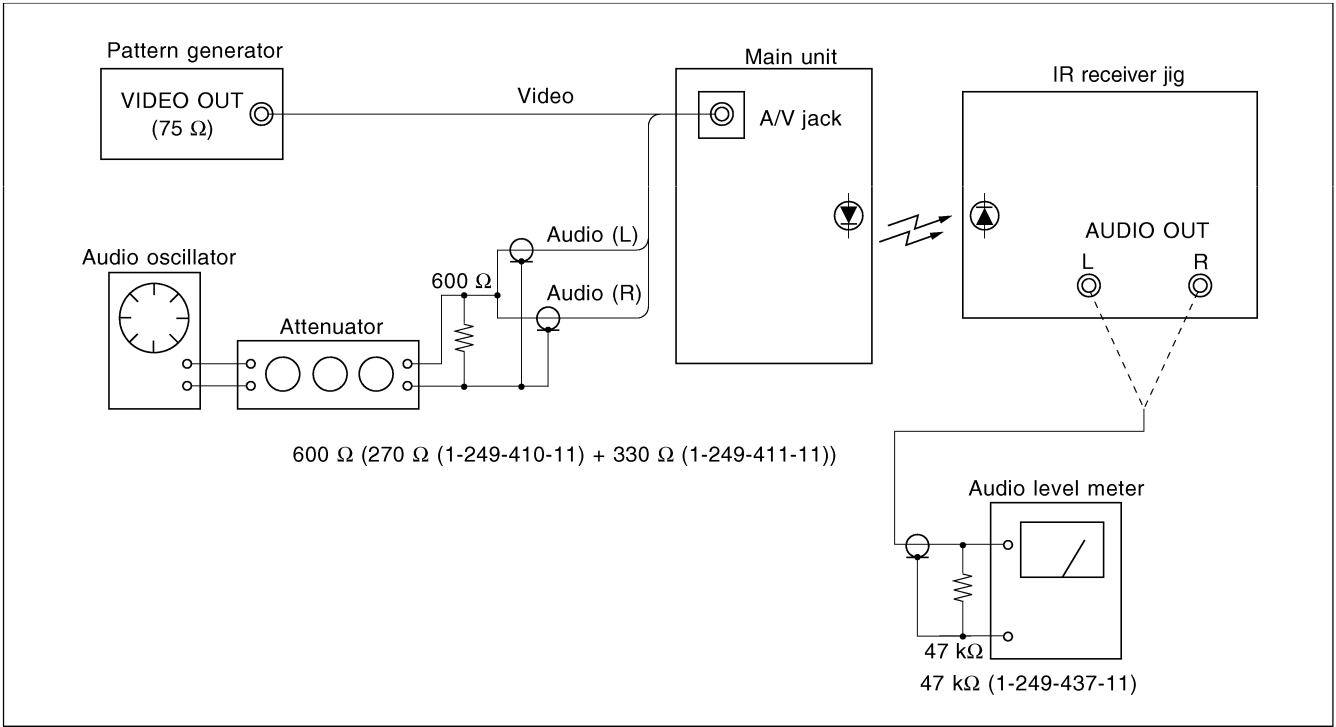 Pattern generator
VIDEO OUT
(75 Ω)
Video
Main unit
A/V jack
IR receiver jig
AUDIO OUT
L
R
Audio oscillator
Attenuator
600 Ω
Audio (L)
Audio (R)
600 Ω (270 Ω (1-249-410-11) + 330 Ω (1-249-411-11))
Audio level meter
47 kΩ
47 kΩ (1-249-437-11)